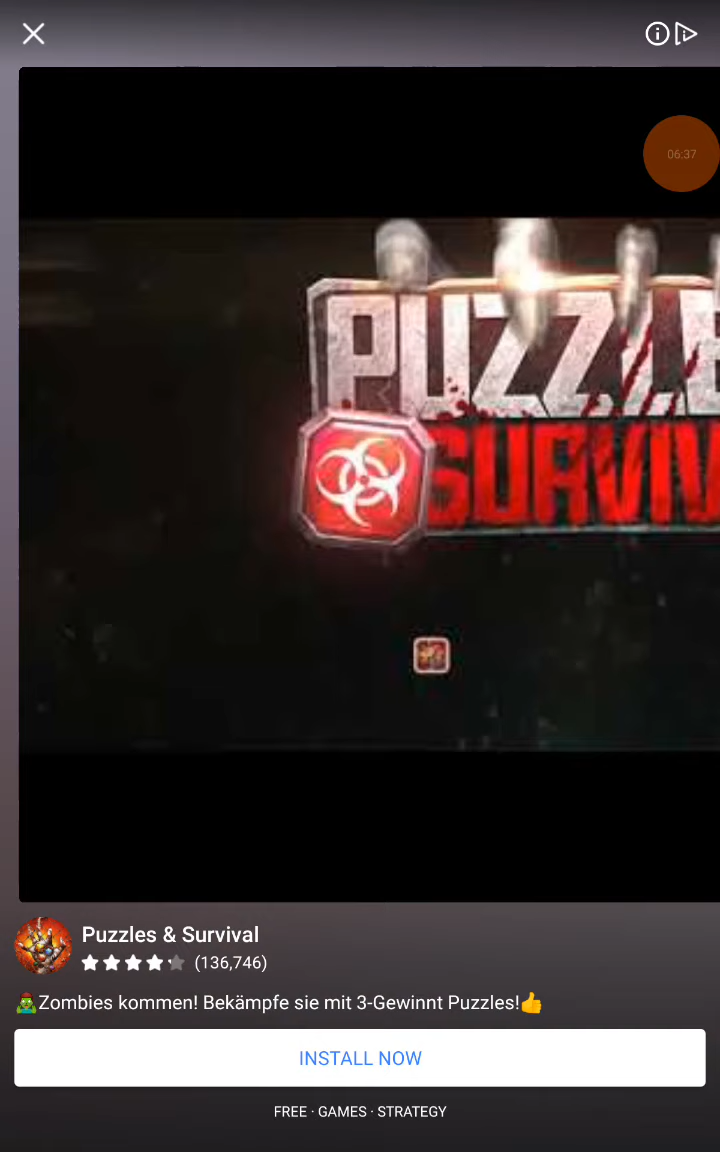 06:37
PUZZLE
SURVIV
Puzzles & Survival
(136,746)
🧟Zombies kommen! Bekämpfe sie mit 3-Gewinnt Puzzles!👍
INSTALL NOW
FREE · GAMES · STRATEGY